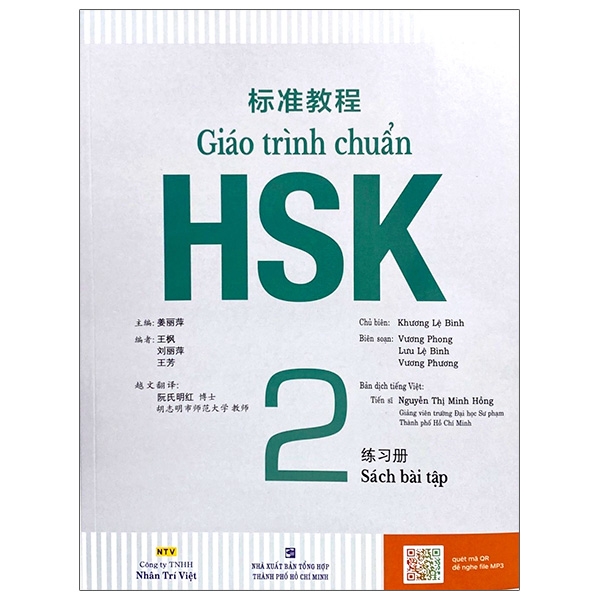 标准教程
Giáo trình chuẩn
HSK
主编: 姜丽萍
编者: 王枫
刘丽萍
王芳
越文翻译:
阮氏明红 博士
胡志明市师范大学 教师
Chủ biên: Khương Lệ Bình
Biên soạn: Vương Phong
Lưu Lệ Bình
Vương Phương
Bản dịch tiếng Việt:
Tiến sĩ Nguyễn Thị Minh Hồng
Giảng viên trường Đại học Sư phạm
Thành phố Hồ Chí Minh
2
练习册
Sách bài tập
NTV
Công ty TNHH
Nhân Trí Việt
NHÀ XUẤT BẢN TỔNG HỢP
THÀNH PHỐ HỒ CHÍ MINH
quét mã QR
để nghe file MP3